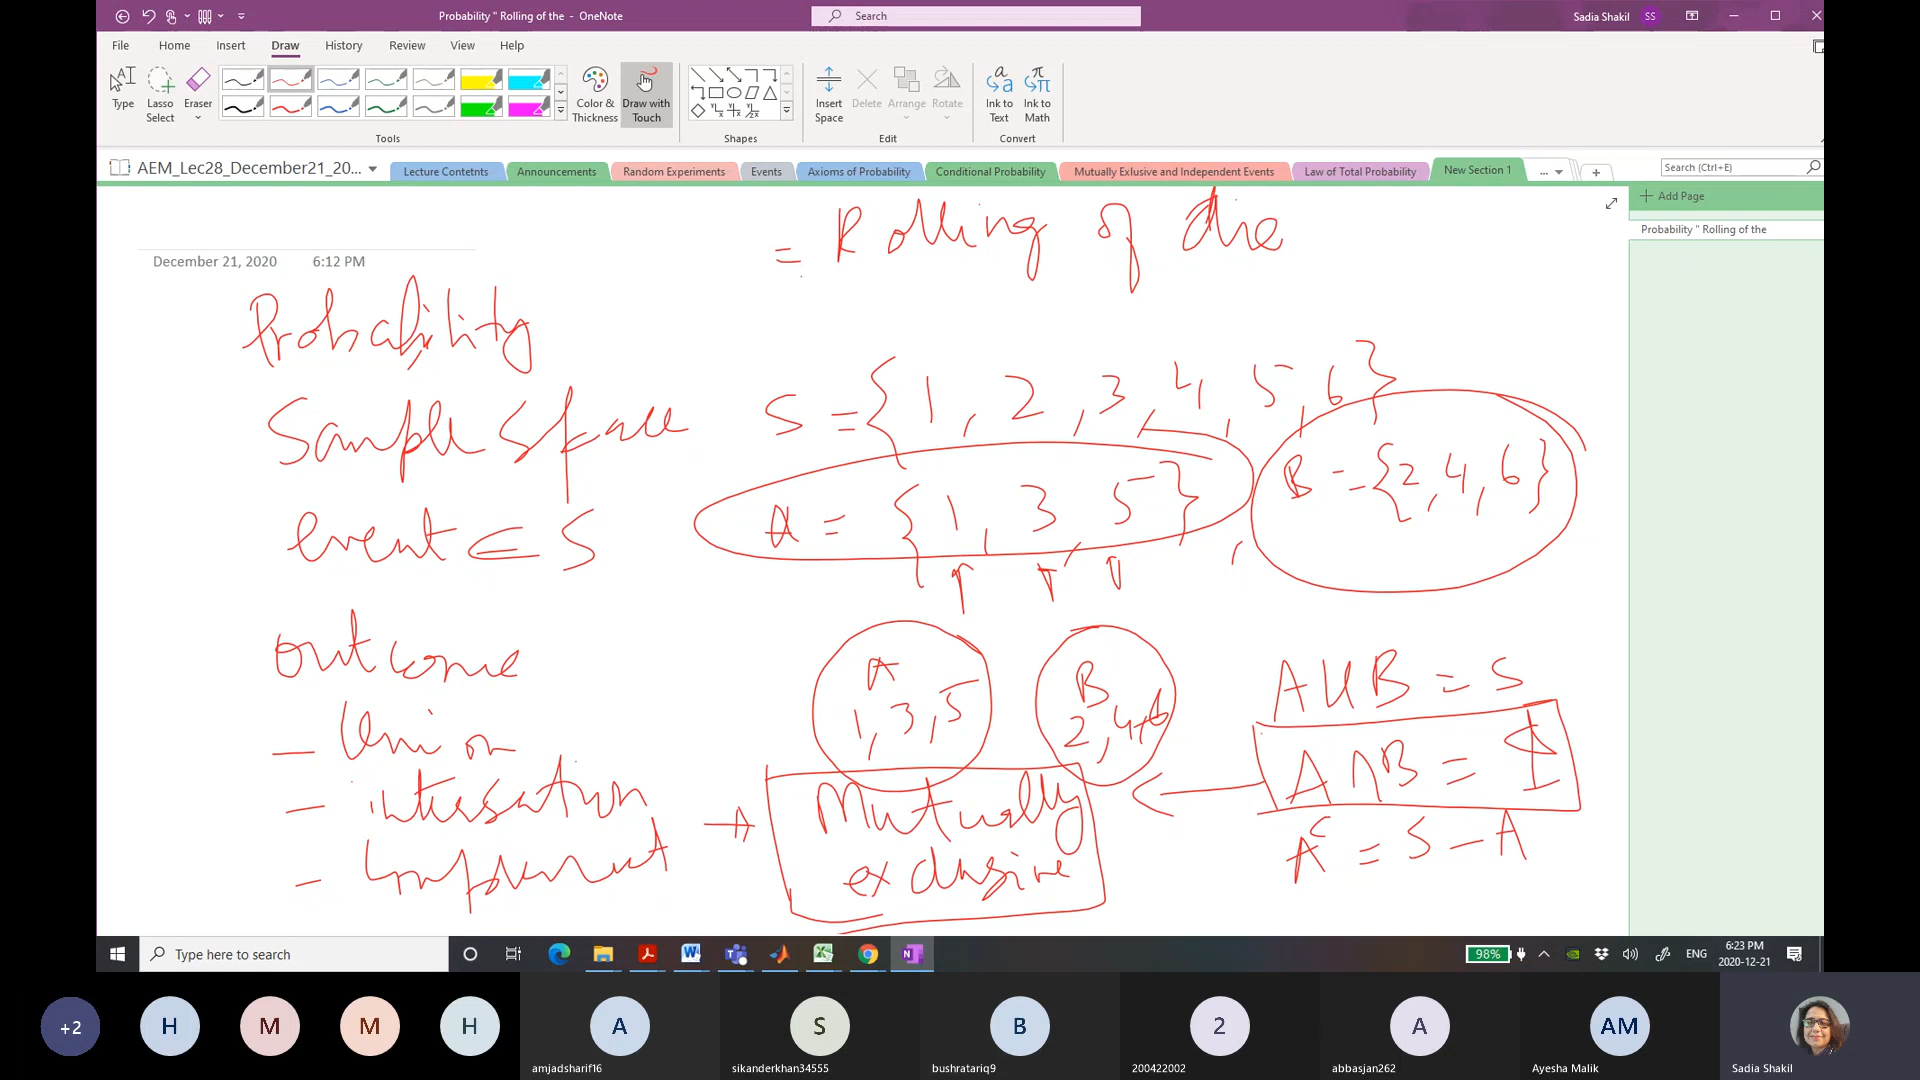 Probability " Rolling of the - OneNote
Search
Sadia Shakil
SS
File
Home
Insert
Draw
History
Review
View
Help
Type
Lasso Select
Eraser
Color & Thickness
Draw with Touch
Insert Space
Delete
Arrange
Rotate
Ink to Text
Ink to Math
Tools
Shapes
Edit
Convert
AEM_Lec28_December21_20...
Lecture Contetnts
Announcements
Random Experiments
Events
Axioms of Probability
Conditional Probability
Mutually Exlusive and Independent Events
Law of Total Probability
New Section 1
...
Search (Ctrl+E)
Add Page
Probability " Rolling of the
December 21, 2020 6:12 PM
= Rolling of die
Probability
Sample Space
S = {1, 2, 3, 4, 5, 6}
A = {1, 3, 5}
B = {2, 4, 6}
event ⊆ S
outcome
- Union
- intersection
- Complement
A
1, 3, 5
B
2, 4, 6
Mutually exclusive
A U B = S
A ∩ B = Φ
A^c = S - A
Type here to search
98%
ENG
6:23 PM
2020-12-21
+2
H
M
M
H
A
S
B
2
A
AM
amjadsharif16
sikanderkhan34555
bushratariq9
200422002
abbasjan262
Ayesha Malik
Sadia Shakil